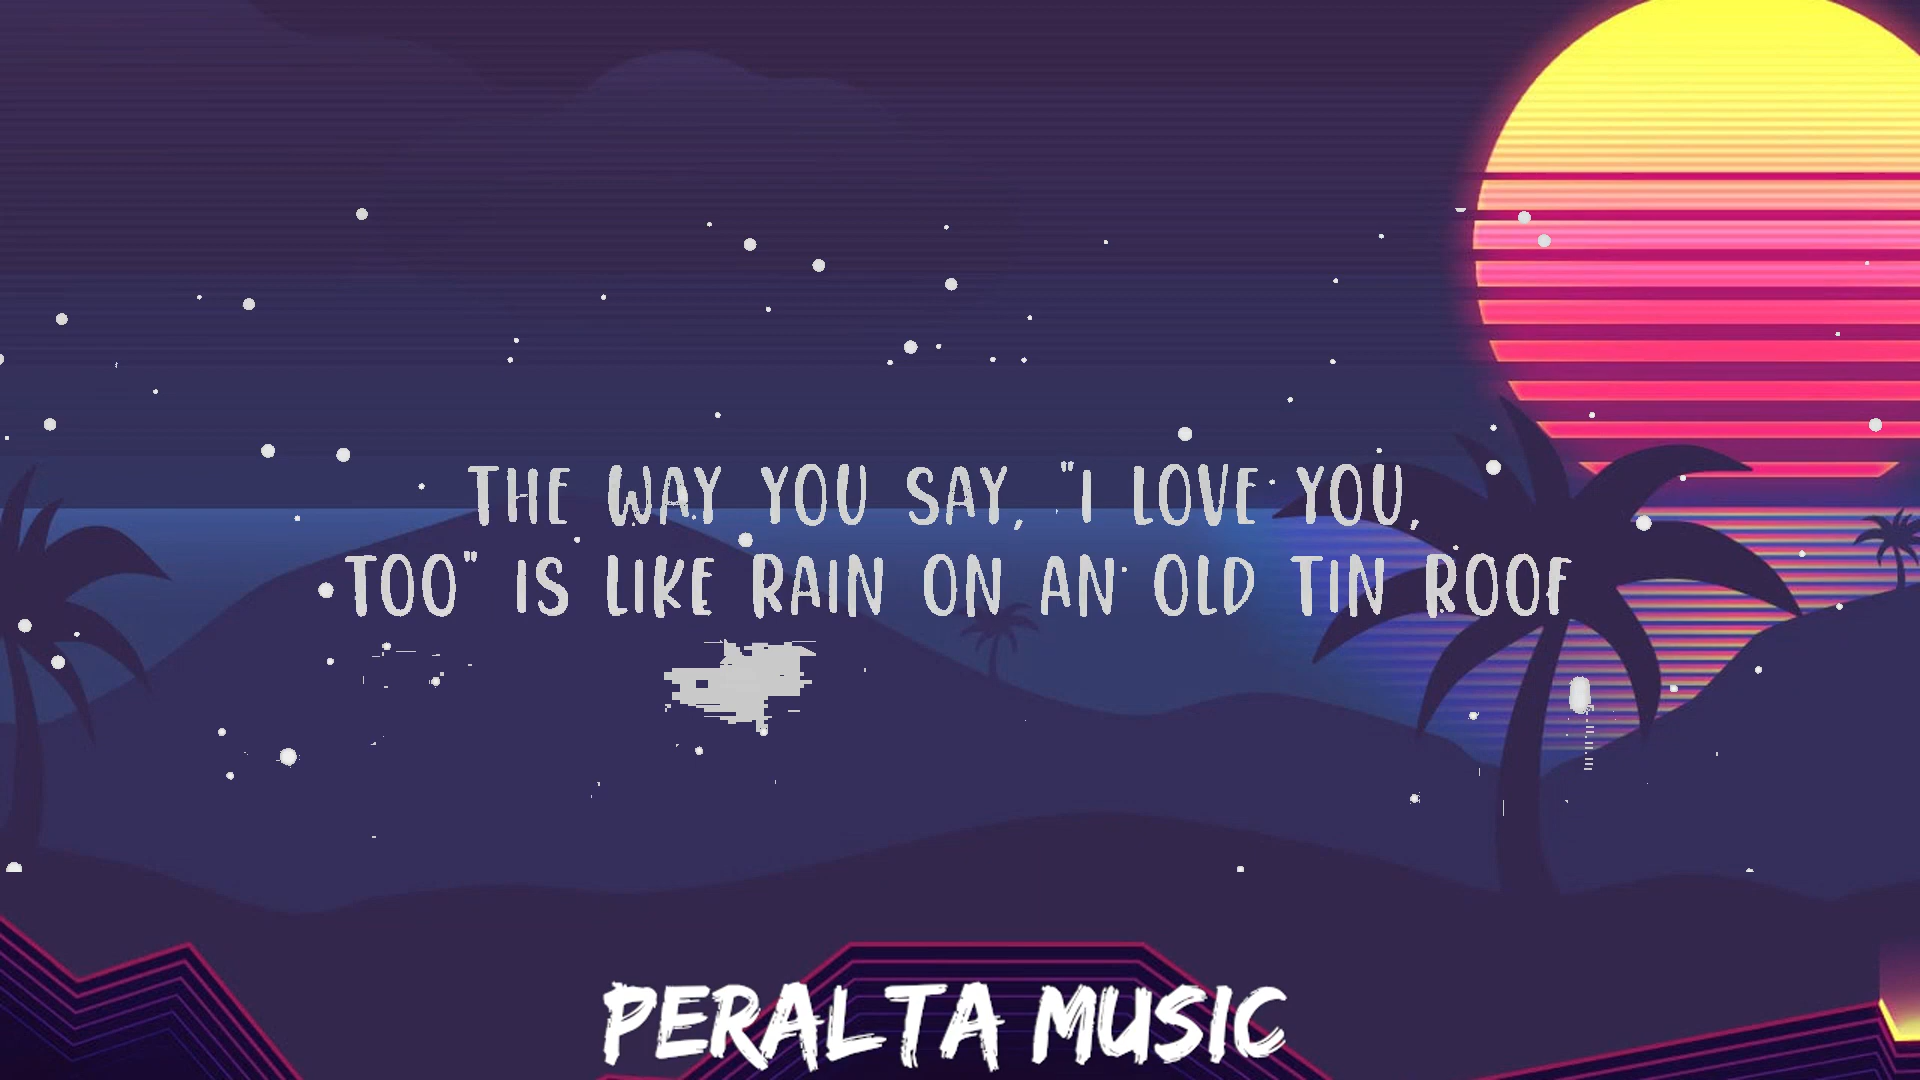 THE WAY YOU SAY, "I LOVE YOU,
TOO" IS LIKE RAIN ON AN OLD TIN ROOF
PERALTA MUSIC